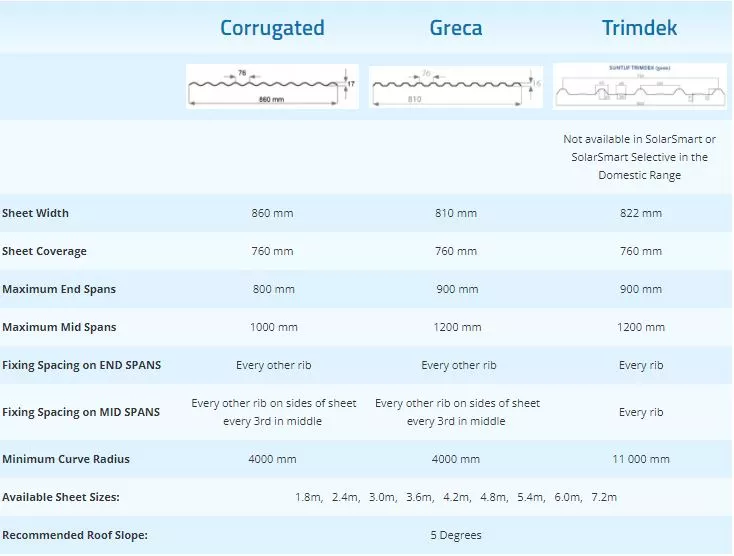 Corrugated Greca Trimdek
76
17
860 mm
76
16
810
SUNTUF TRIMDEK (5mm)
Not available in SolarSmart or
SolarSmart Selective in the
Domestic Range
Sheet Width 860 mm 810 mm 822 mm
Sheet Coverage 760 mm 760 mm 760 mm
Maximum End Spans 800 mm 900 mm 900 mm
Maximum Mid Spans 1000 mm 1200 mm 1200 mm
Fixing Spacing on END SPANS Every other rib Every other rib Every rib
Fixing Spacing on MID SPANS Every other rib on sides of sheet every 3rd in middle Every other rib on sides of sheet every 3rd in middle Every rib
Minimum Curve Radius 4000 mm 4000 mm 11 000 mm
Available Sheet Sizes: 1.8m, 2.4m, 3.0m, 3.6m, 4.2m, 4.8m, 5.4m, 6.0m, 7.2m
Recommended Roof Slope: 5 Degrees